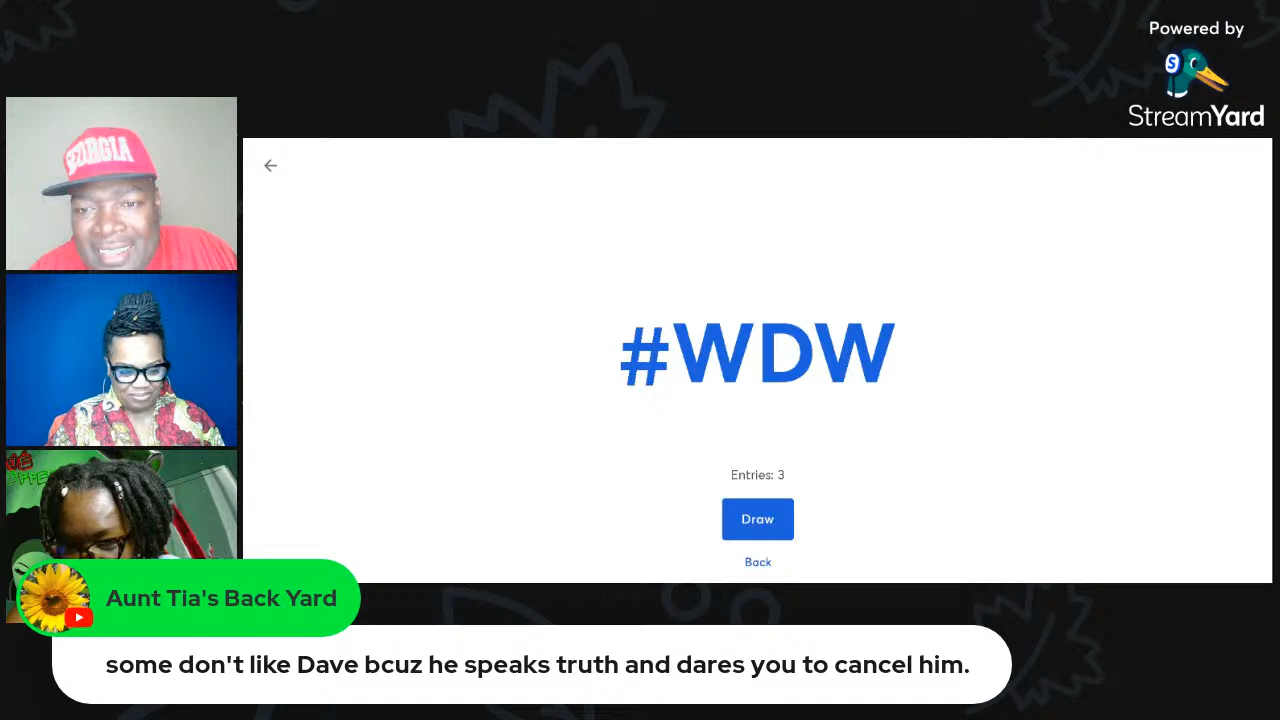 Powered by
S
StreamYard
GEORGIA
#WDW
Entries: 3
Draw
Back
Aunt Tia's Back Yard
some don't like Dave bcuz he speaks truth and dares you to cancel him.